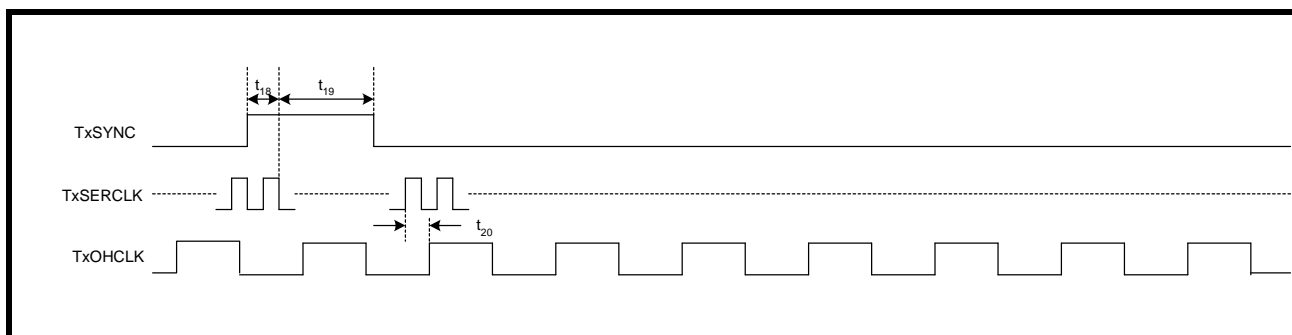 t18 t19
TxSYNC
TxSERCLK
t20
TxOHCLK